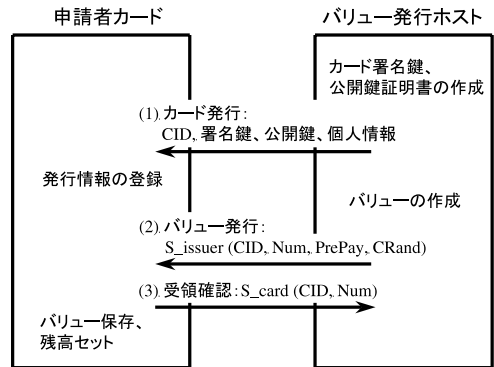 申請者カード
バリュー発行ホスト
カード署名鍵、
公開鍵証明書の作成
(1). カード発行:
CID, 署名鍵、公開鍵、個人情報
発行情報の登録
バリューの作成
(2). バリュー発行:
S_issuer (CID, Num, PrePay, CRand)
(3). 受領確認:S_card (CID, Num)
バリュー保存、
残高セット